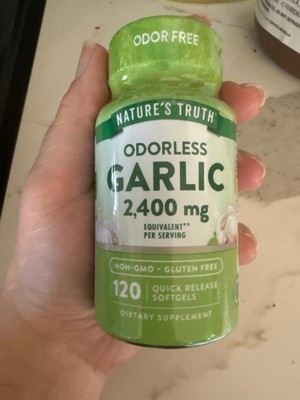 ODOR FREE
NATURE'S TRUTH
ODORLESS
GARLIC
2,400 mg
EQUIVALENT**
PER SERVING
NON-GMO • GLUTEN FREE
120 QUICK RELEASE
SOFTGELS
DIETARY SUPPLEMENT